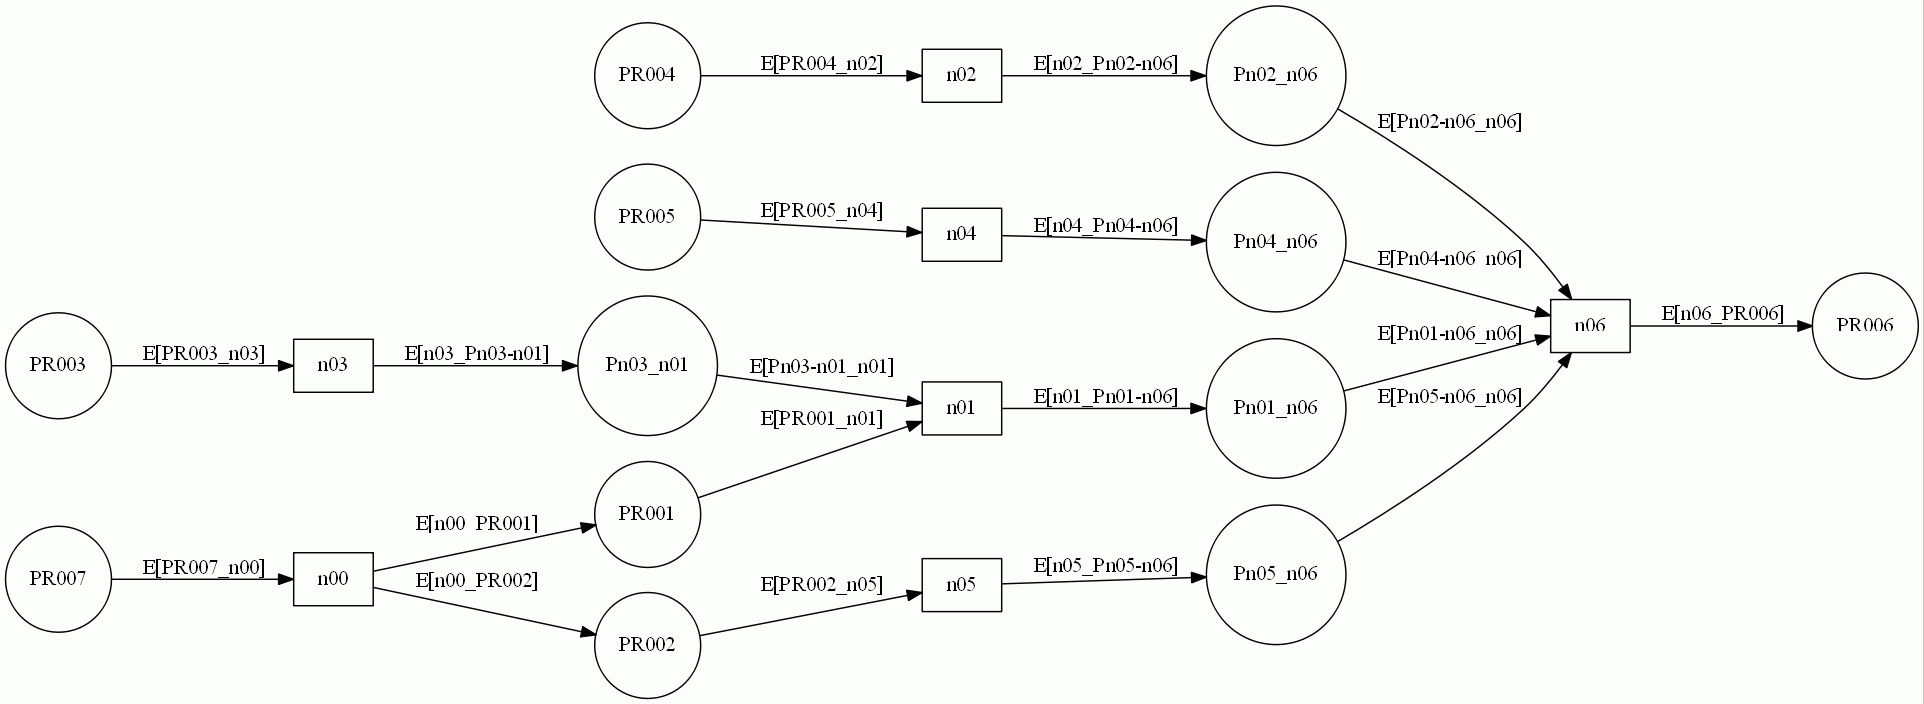 PR004
E[PR004_n02]
n02
E[n02_Pn02-n06]
Pn02_n06
E[Pn02-n06_n06]
PR005
E[PR005_n04]
n04
E[n04_Pn04-n06]
Pn04_n06
E[Pn04-n06_n06]
PR003
E[PR003_n03]
n03
E[n03_Pn03-n01]
Pn03_n01
E[Pn03-n01_n01]
E[PR001_n01]
n01
E[n01_Pn01-n06]
Pn01_n06
E[Pn01-n06_n06]
E[Pn05-n06_n06]
n06
E[n06_PR006]
PR006
PR007
E[PR007_n00]
n00
E[n00_PR001]
E[n00_PR002]
PR001
PR002
E[PR002_n05]
n05
E[n05_Pn05-n06]
Pn05_n06